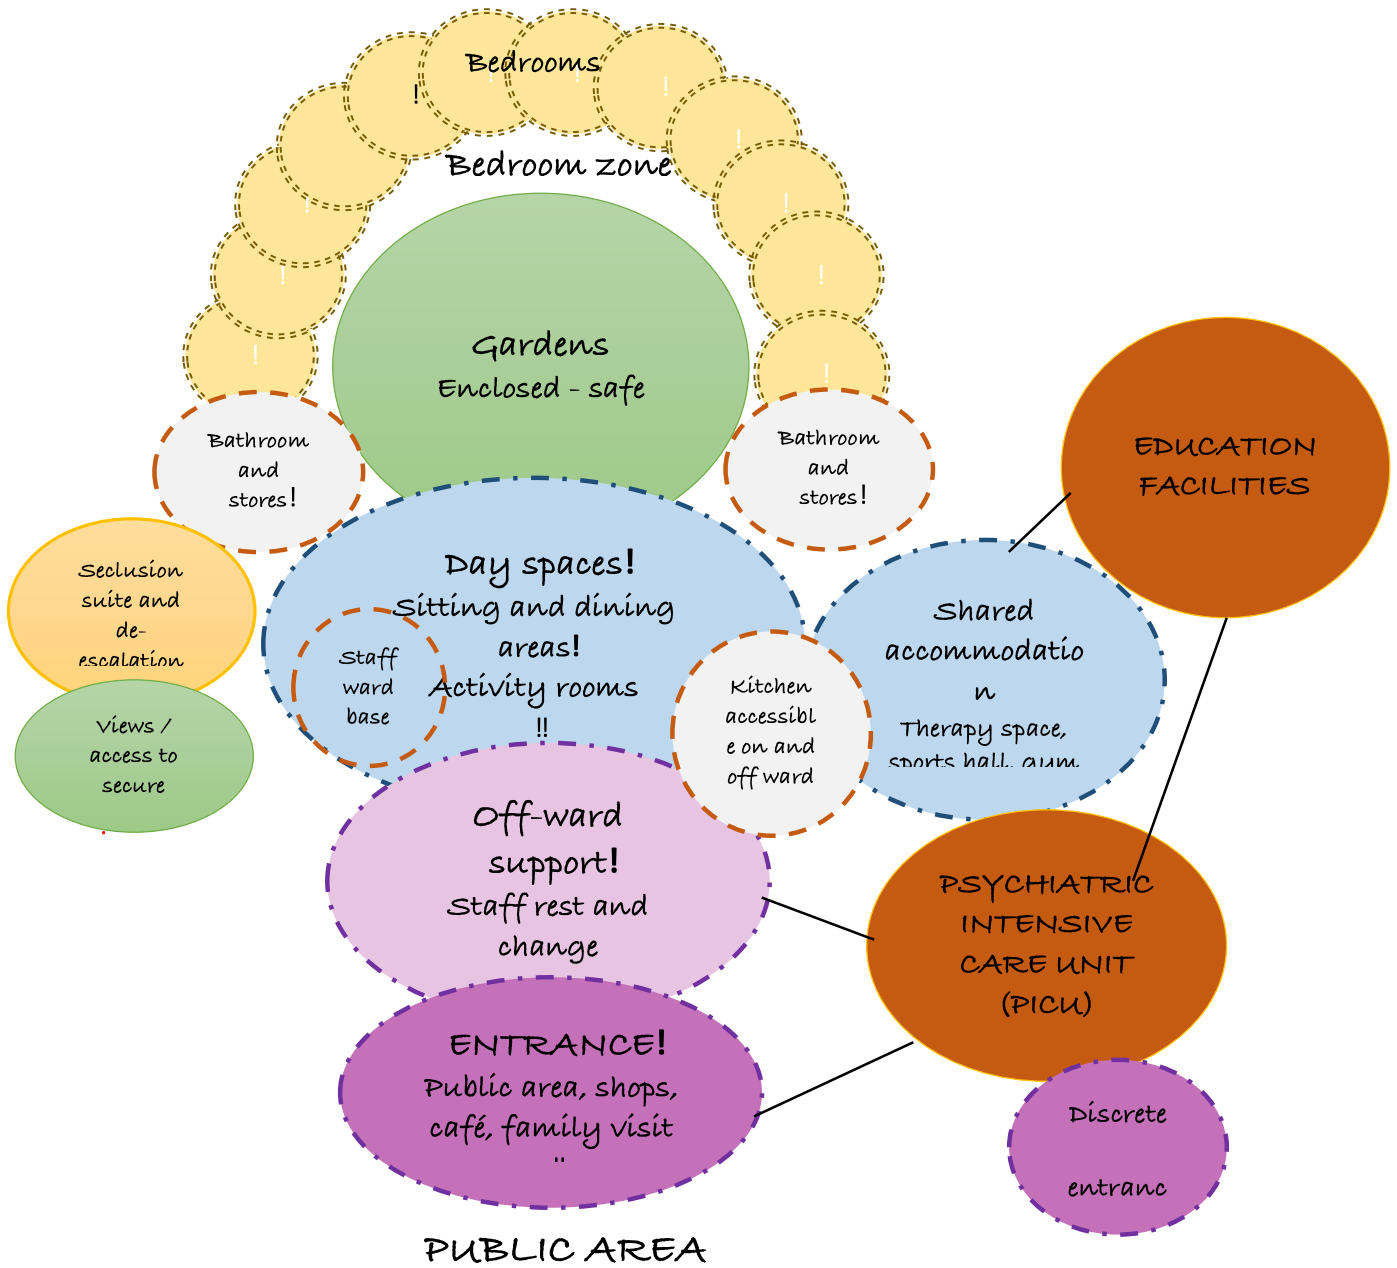 Bedrooms
!
!
!
!
!
!
!
!
!
!
!
Bedroom zone
Gardens
Enclosed - safe
Bathroom
and
stores!
Bathroom
and
stores!
EDUCATION
FACILITIES
Seclusion
suite and
de-
escalation
Views /
access to
secure
Day spaces!
Sitting and dining
areas!
Activity rooms
!!
Staff
ward
base
Kitchen
accessibl
e on and
off ward
Shared
accommodatio
n
Therapy space,
sports hall, gym
Off-ward
support!
Staff rest and
change
PSYCHIATRIC
INTENSIVE
CARE UNIT
(PICU)
ENTRANCE!
Public area, shops,
café, family visit
Discrete
entranc
PUBLIC AREA